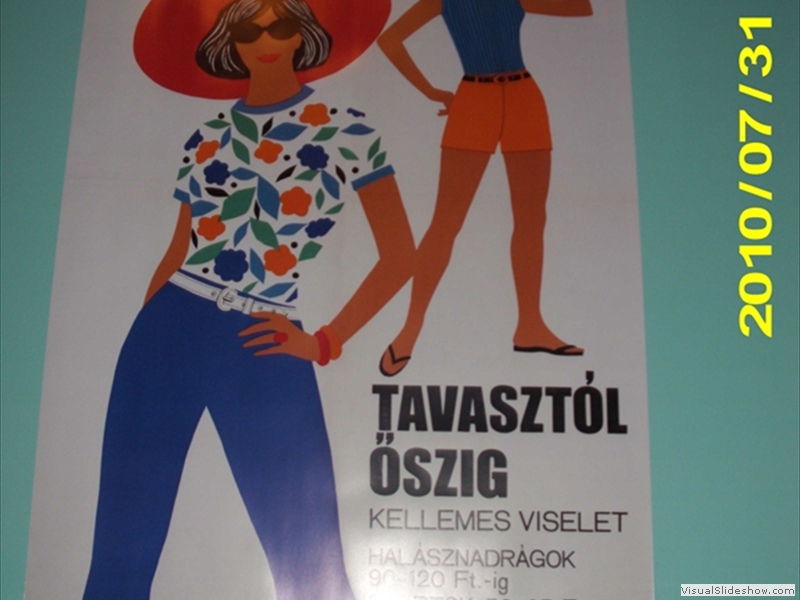 TAVASZTÓL
ŐSZIG
KELLEMES VISELET
HALÁSZNADRÁGOK
90-120 Ft.-ig
2010/07/31
VisualSlideshow.com